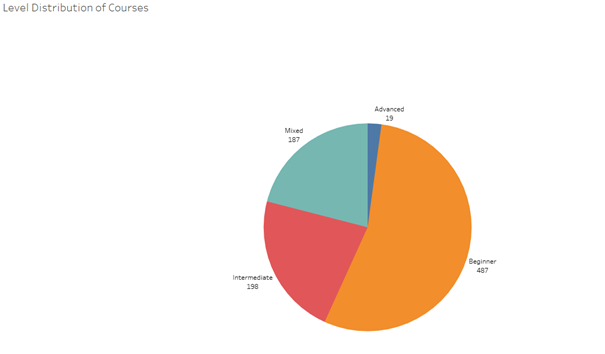 Level Distribution of Courses
Advanced
19
Mixed
187
Beginner
487
Intermediate
198